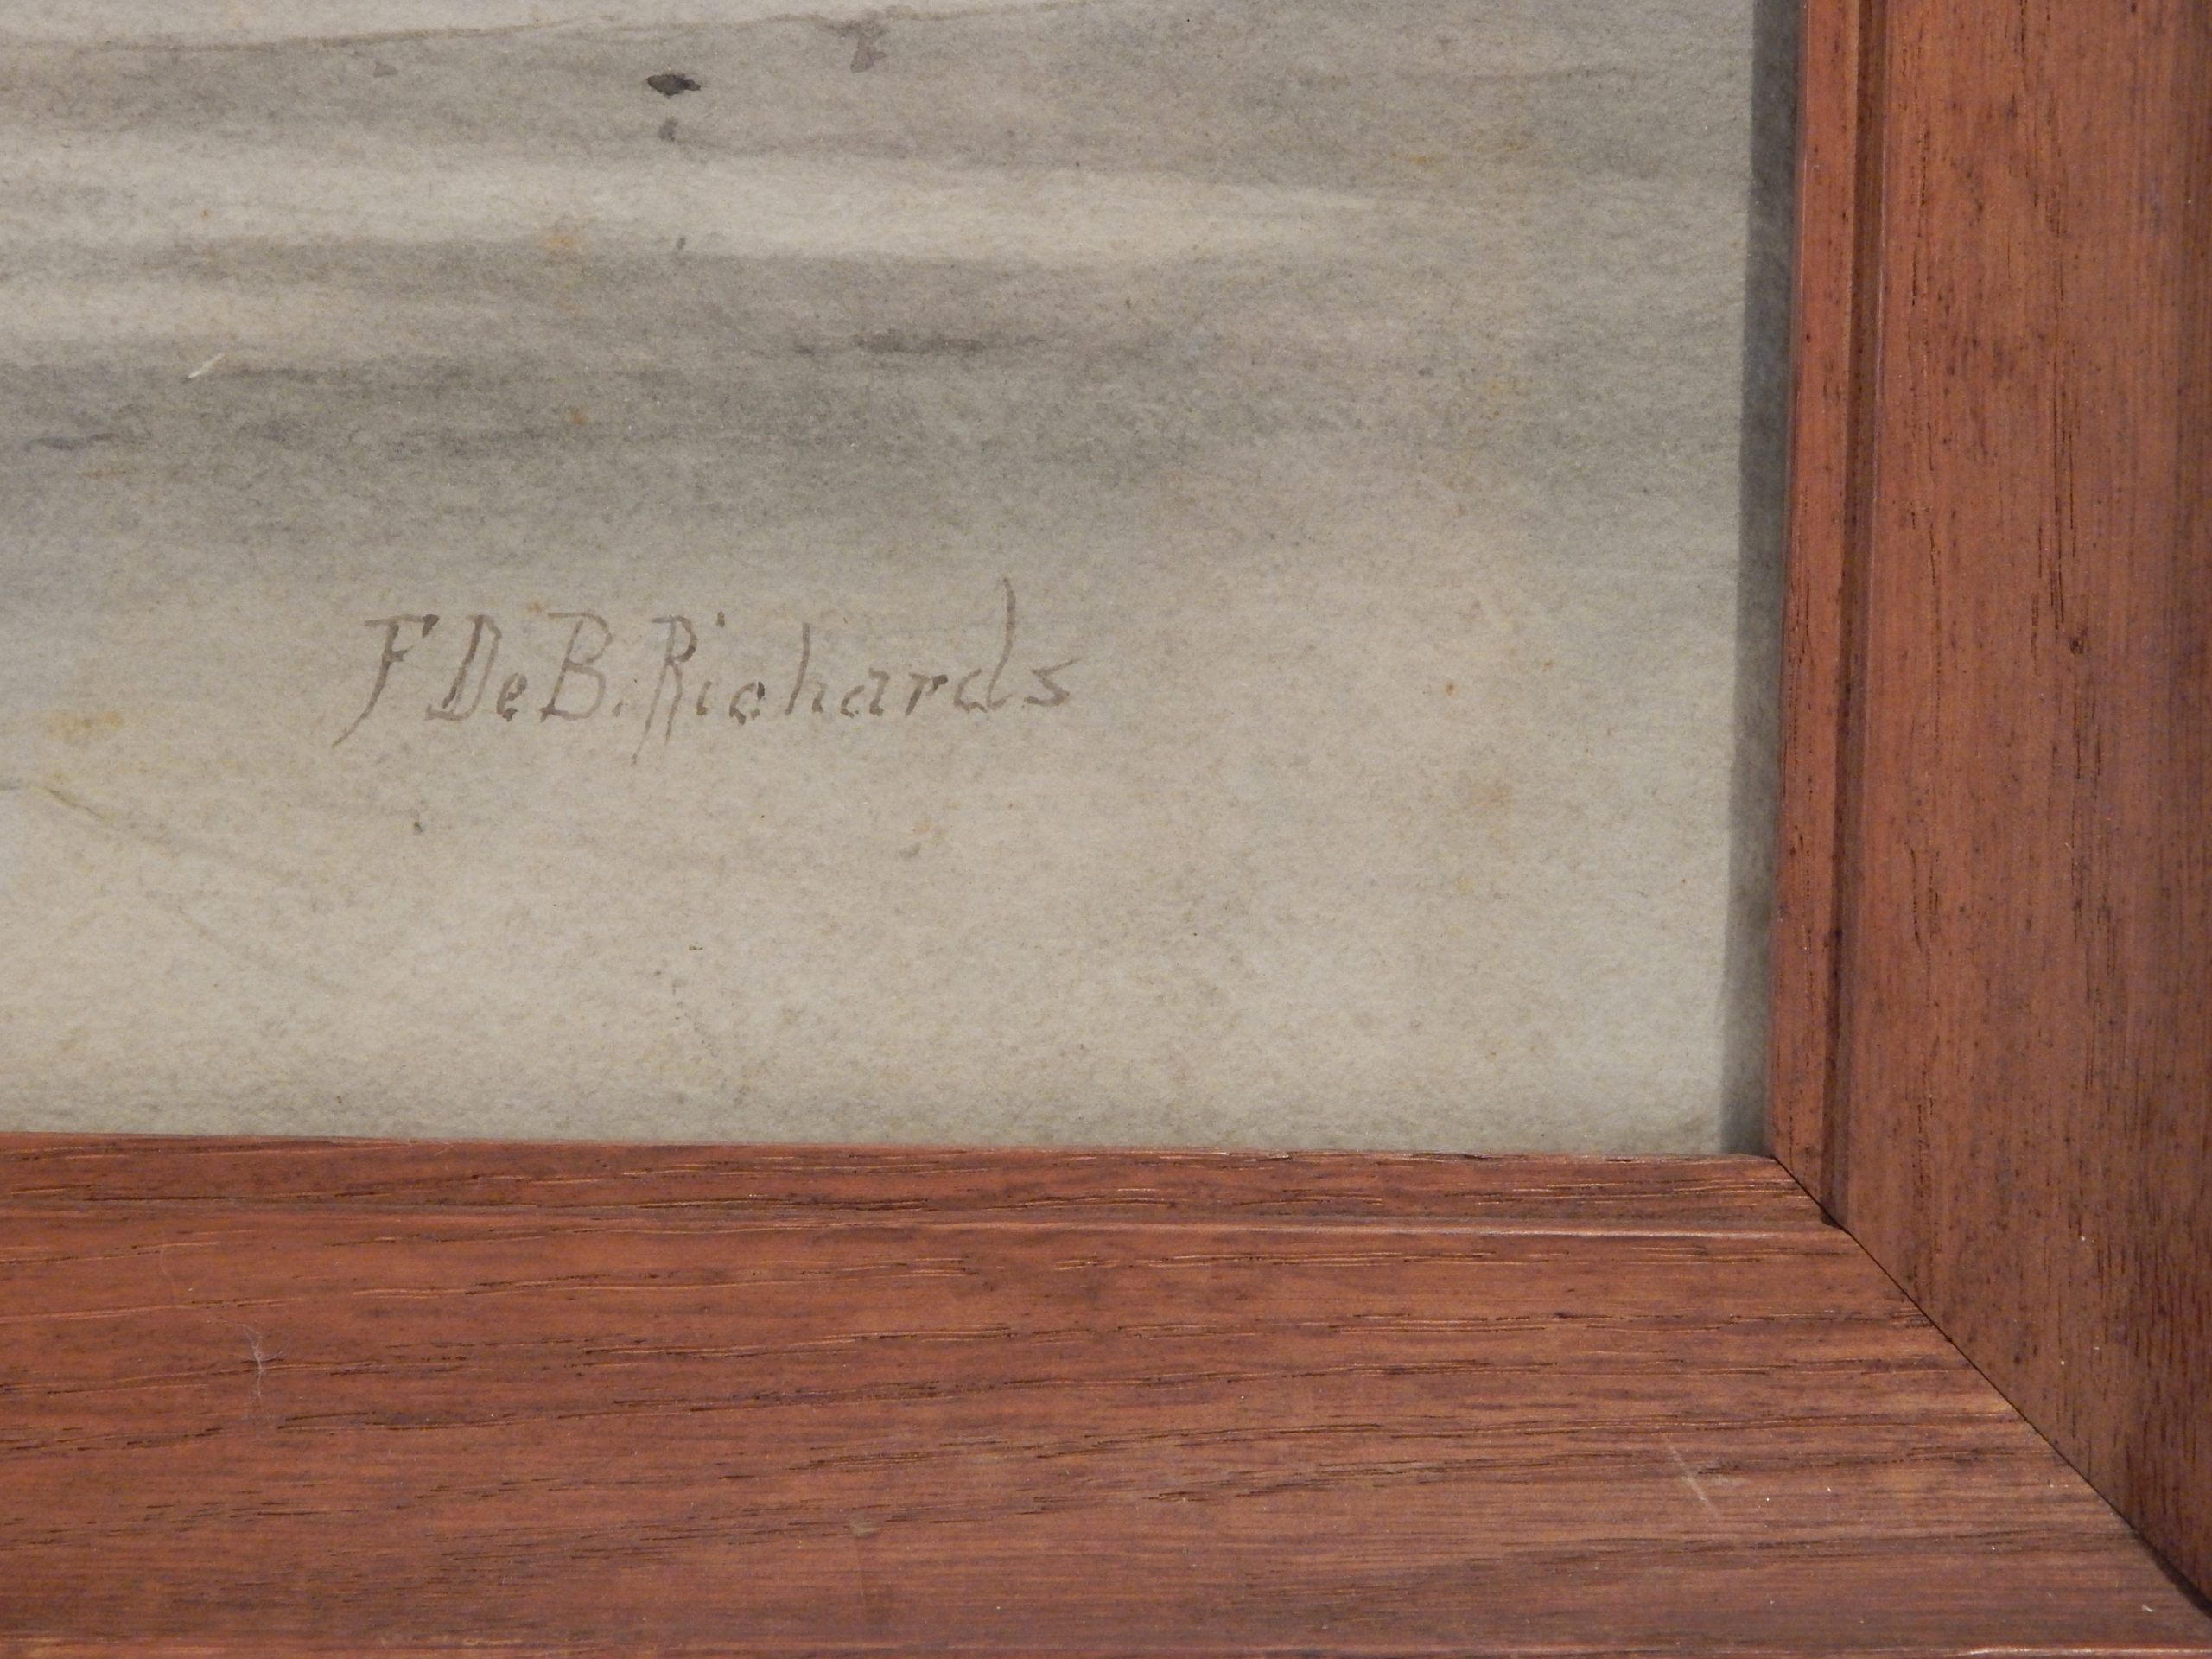 F De B. Richards